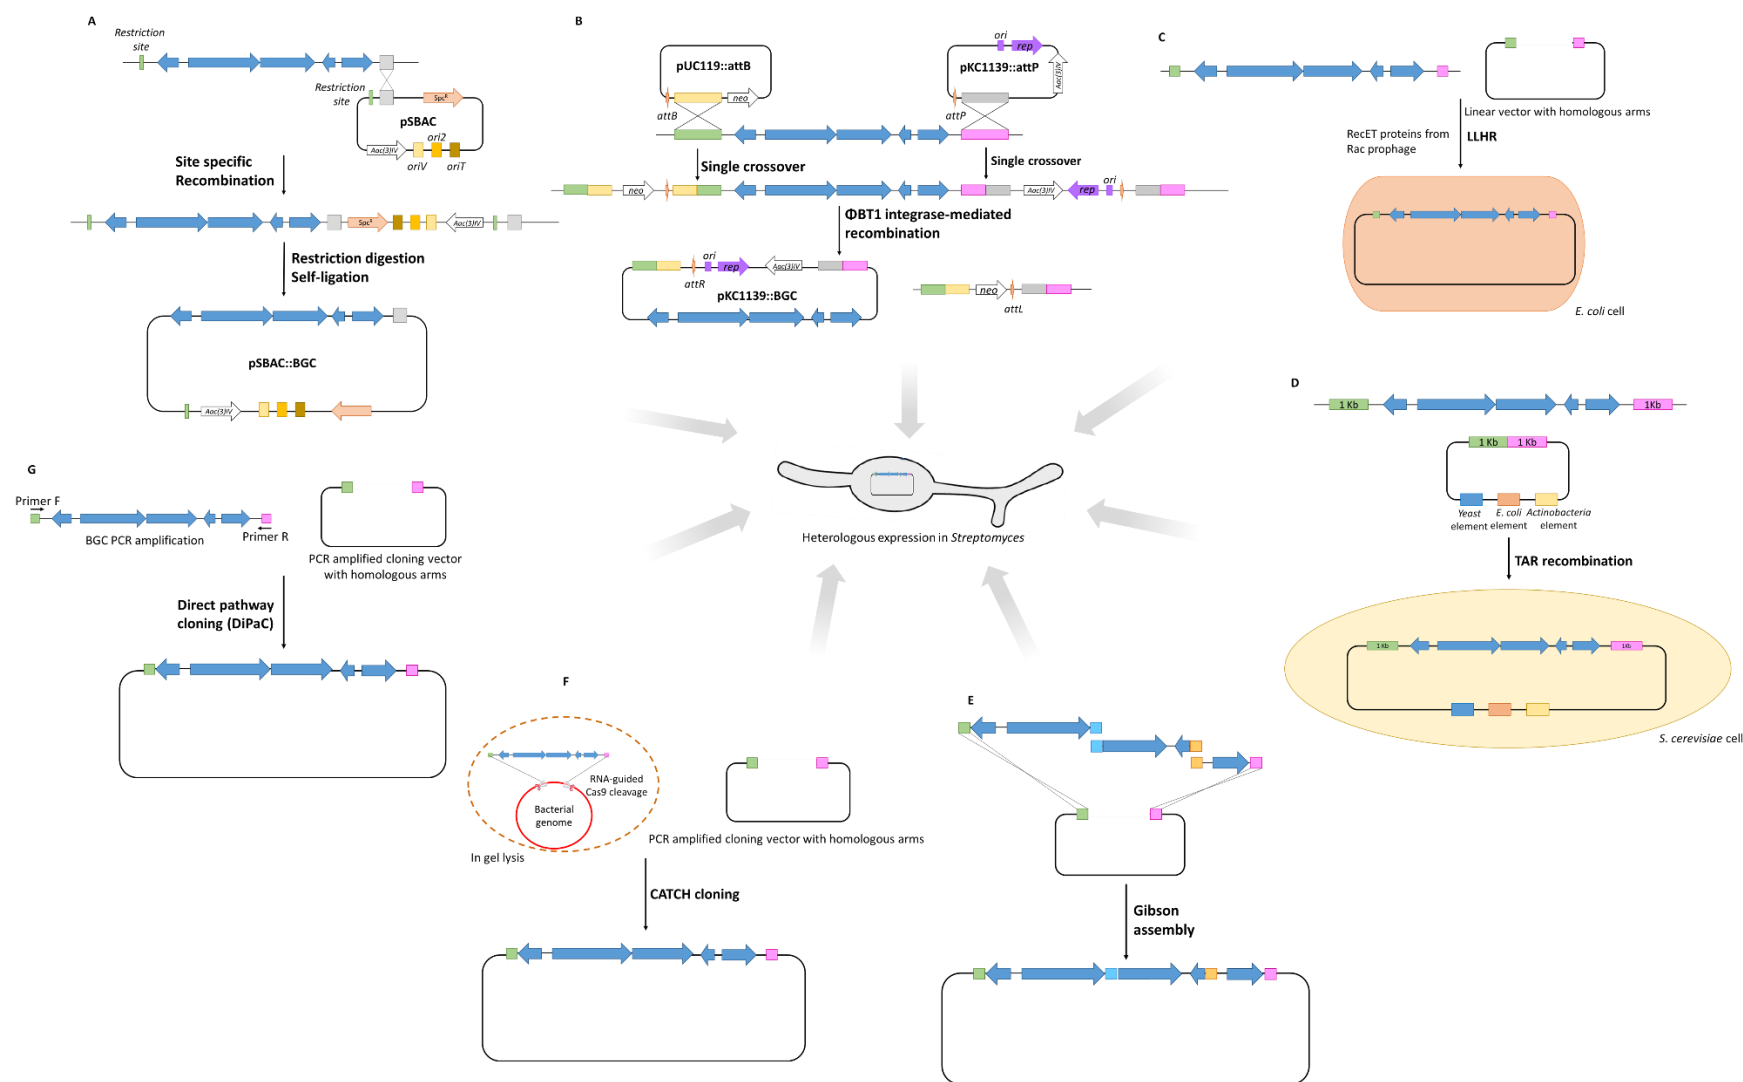 A
Restriction
site
Restriction
site
Spc^R
pSBAC
Aac(3)IV
ori2
oriV
oriT
Site specific
Recombination
Spc^R
Aac(3)IV
Restriction digestion
Self-ligation
pSBAC::BGC
Aac(3)IV
B
pUC119::attB
neo
attB
ori
rep
pKC1139::attP
Aac(3)IV
attP
Single crossover
Single crossover
neo
Aac(3)IV
rep
ori
ΦBT1 integrase-mediated
recombination
ori
rep
Aac(3)IV
attR
pKC1139::BGC
neo
attL
C
Linear vector with homologous arms
RecET proteins from
Rac prophage
LLHR
E. coli cell
D
1 Kb
1Kb
1 Kb
1 Kb
Yeast
element
E. coli
element
Actinobacteria
element
TAR recombination
1 Kb
1Kb
S. cerevisiae cell
Heterologous expression in Streptomyces
G
Primer F
Primer R
BGC PCR amplification
PCR amplified cloning vector
with homologous arms
Direct pathway
cloning (DiPaC)
F
RNA-guided
Cas9 cleavage
Bacterial
genome
In gel lysis
PCR amplified cloning vector with homologous arms
CATCH cloning
E
Gibson
assembly